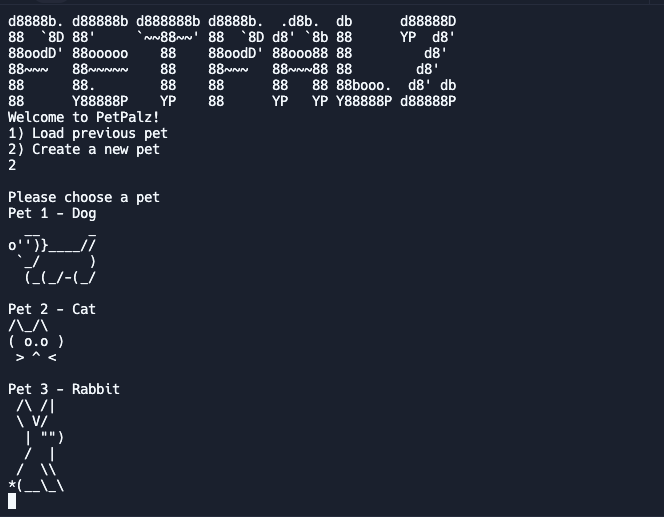 d8888b. d88888b d888888b d8888b.  .d8b.  db      d88888D
88  `8D 88'     `~~88~~' 88  `8D d8' `8b 88      YP  d8'
88oodD' 88ooooo    88    88oodD' 88ooo88 88         d8'
88~~~   88~~~~~    88    88~~~   88~~~88 88        d8'
88      88.        88    88      88   88 88booo.  d8' db
88      Y88888P    YP    88      YP   YP Y88888P d88888P
Welcome to PetPalz!
1) Load previous pet
2) Create a new pet
2

Please choose a pet
Pet 1 - Dog
  __      _
o'')}____//
 `_/      )
  (_(_/-(_/

Pet 2 - Cat
/\_/\
( o.o )
 > ^ <

Pet 3 - Rabbit
 /\ /|
 \ V/
  | "")
  /  |
 /  \\
*(__\_\